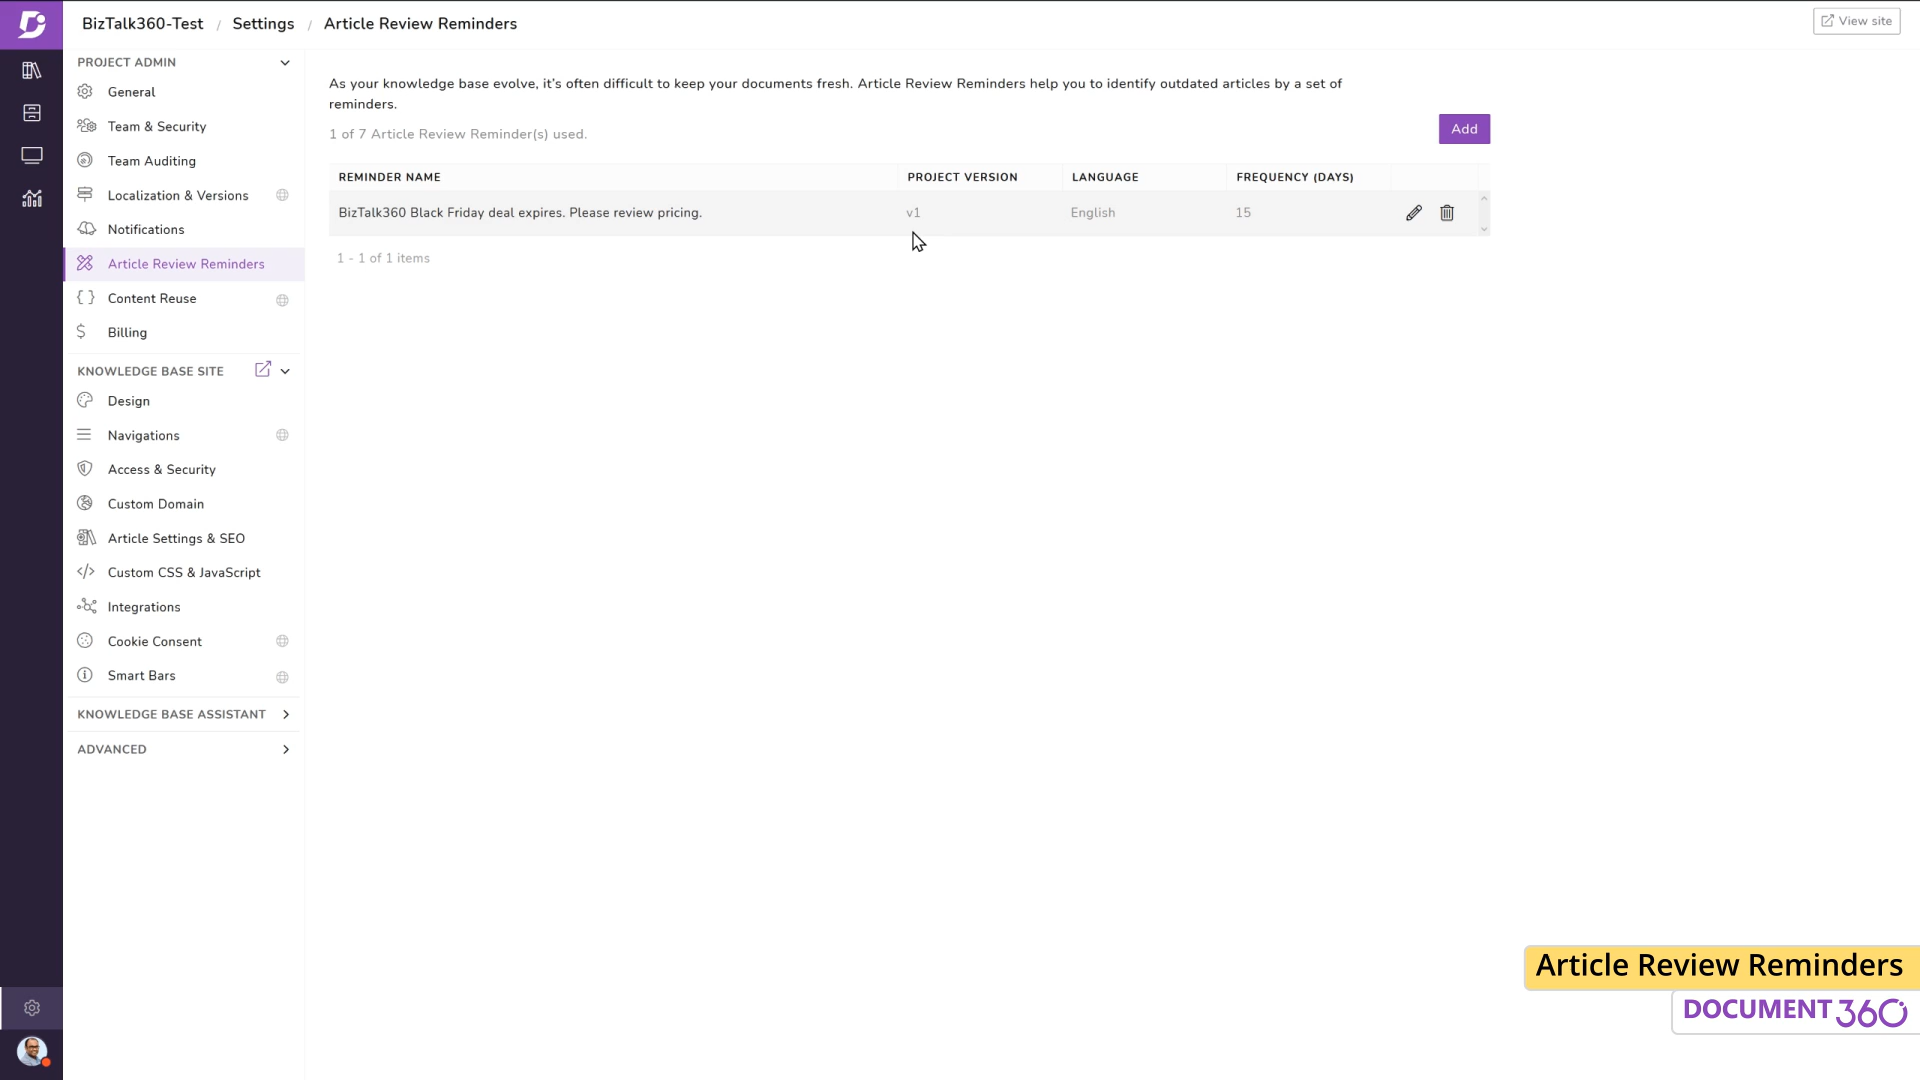 BizTalk360-Test / Settings / Article Review Reminders
View site
PROJECT ADMIN
General
Team & Security
Team Auditing
Localization & Versions
Notifications
Article Review Reminders
Content Reuse
Billing
KNOWLEDGE BASE SITE
Design
Navigations
Access & Security
Custom Domain
Article Settings & SEO
Custom CSS & JavaScript
Integrations
Cookie Consent
Smart Bars
KNOWLEDGE BASE ASSISTANT
ADVANCED
As your knowledge base evolve, it's often difficult to keep your documents fresh. Article Review Reminders help you to identify outdated articles by a set of
reminders.
1 of 7 Article Review Reminder(s) used.
Add
REMINDER NAME PROJECT VERSION LANGUAGE FREQUENCY (DAYS)
BizTalk360 Black Friday deal expires. Please review pricing. v1 English 15
1 - 1 of 1 items
Article Review Reminders
DOCUMENT360